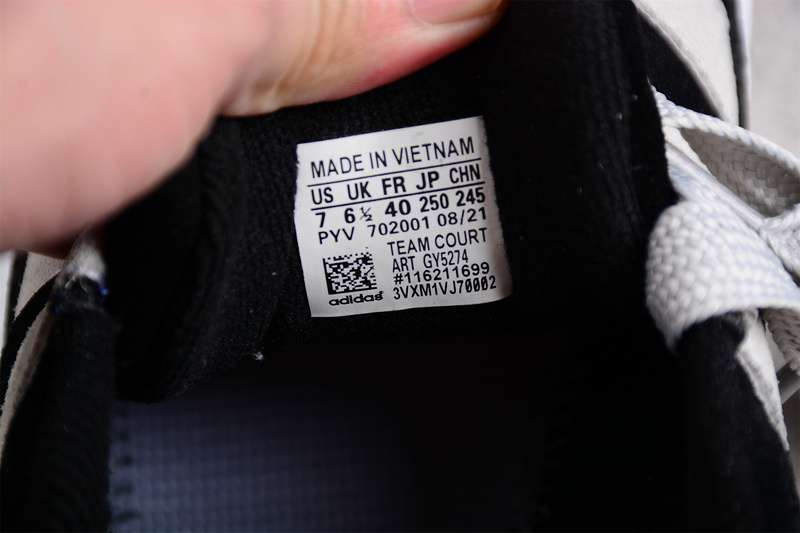 MADE IN VIETNAM
US UK FR JP CHN
7 6½ 40 250 245
PYV 702001 08/21
TEAM COURT
ART GY5274
#116211699
3VXM1VJ70002
adidas